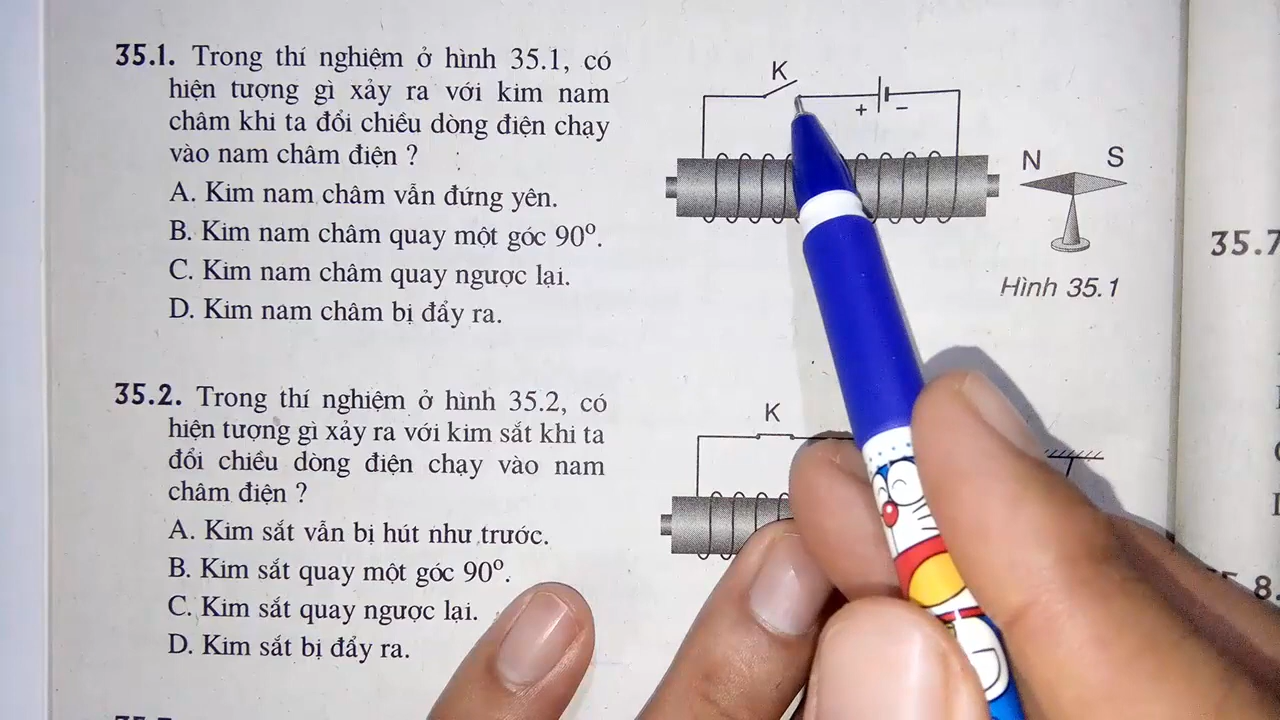 35.1. Trong thí nghiệm ở hình 35.1, có
hiện tượng gì xảy ra với kim nam
châm khi ta đổi chiều dòng điện chạy
vào nam châm điện ?
A. Kim nam châm vẫn đứng yên.
B. Kim nam châm quay một góc 90°.
C. Kim nam châm quay ngược lại.
D. Kim nam châm bị đẩy ra.
K
+ −
N S
Hình 35.1
35.2. Trong thí nghiệm ở hình 35.2, có
hiện tượng gì xảy ra với kim sắt khi ta
đổi chiều dòng điện chạy vào nam
châm điện ?
A. Kim sắt vẫn bị hút như trước.
B. Kim sắt quay một góc 90°.
C. Kim sắt quay ngược lại.
D. Kim sắt bị đẩy ra.
K
35.7
8.